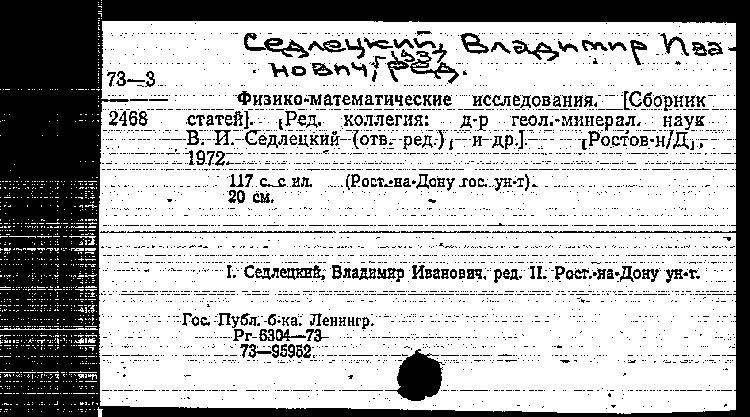 Седлецкий, Владимир Ива-
нович, ред.
73—3
Физико-математические исследования. [Сборник
2468 статей]. [Ред. коллегия: д-р геол.-минерал. наук
В. И. Седлецкий (отв. ред.), и др.]. [Ростов-н/Д],
1972.
117 с. с ил. (Рост.-на-Дону гос. ун-т).
20 см.
I. Седлецкий, Владимир Иванович, ред. II. Рост.-на-Дону ун-т.
Гос. Публ. б-ка. Ленингр.
Рг 6304—73
73—95952